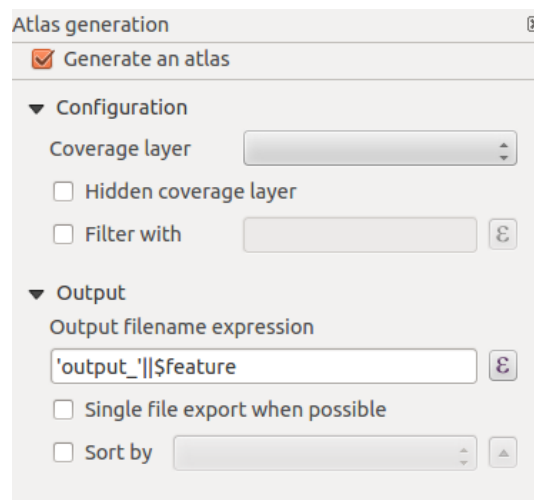 Atlas generation
Generate an atlas
Configuration
Coverage layer
Hidden coverage layer
Filter with
ε
Output
Output filename expression
'output_'||$feature
ε
Single file export when possible
Sort by